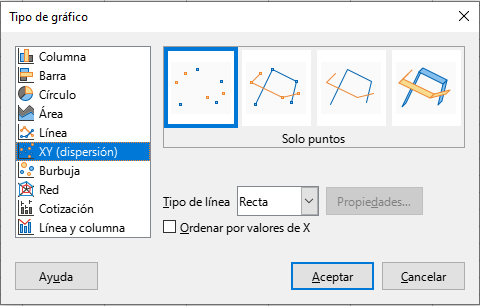 Tipo de gráfico
Columna
Barra
Círculo
Área
Línea
XY (dispersión)
Burbuja
Red
Cotización
Línea y columna
Solo puntos
Tipo de línea Recta Propiedades...
Ordenar por valores de X
Ayuda Aceptar Cancelar